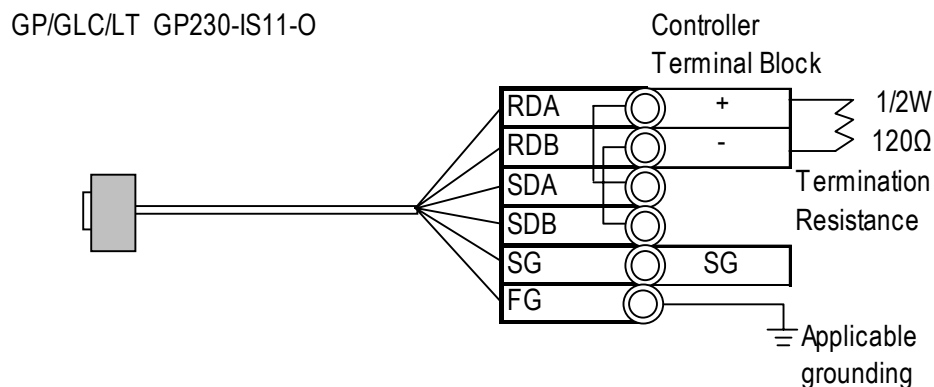 GP/GLC/LT GP230-IS11-O
Controller
Terminal Block
RDA + 1/2W
RDB - 120Ω
SDA Termination
SDB Resistance
SG SG
FG
Applicable
grounding